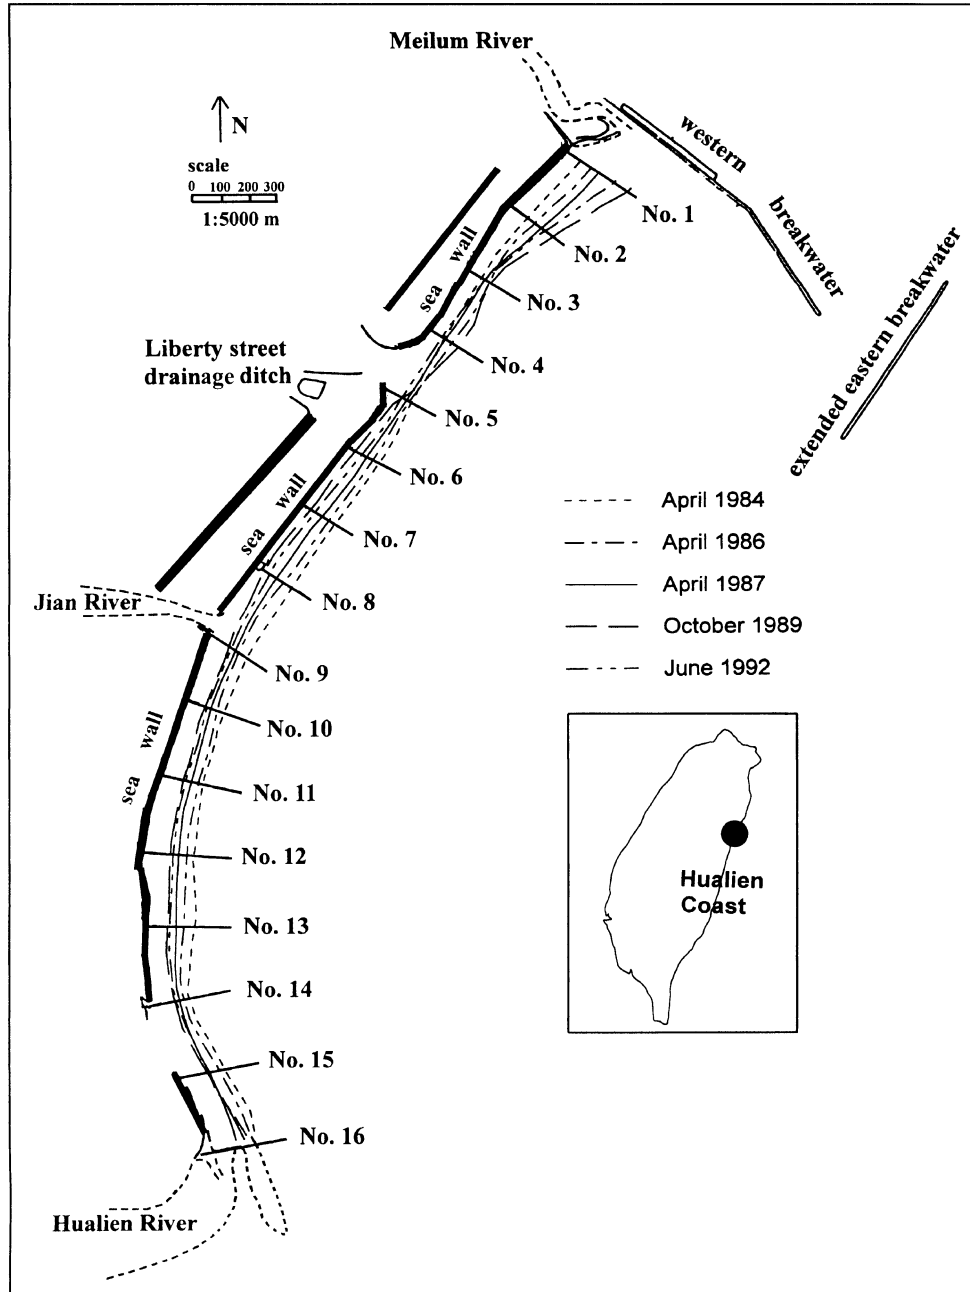 Meilum River
N
scale
0 100 200 300
1:5000 m
western
breakwater
extended eastern breakwater
No. 1
No. 2
No. 3
No. 4
sea wall
Liberty street
drainage ditch
No. 5
No. 6
No. 7
No. 8
sea wall
Jian River
No. 9
No. 10
No. 11
No. 12
sea wall
No. 13
No. 14
No. 15
No. 16
Hualien River
April 1984
April 1986
April 1987
October 1989
June 1992
Hualien
Coast